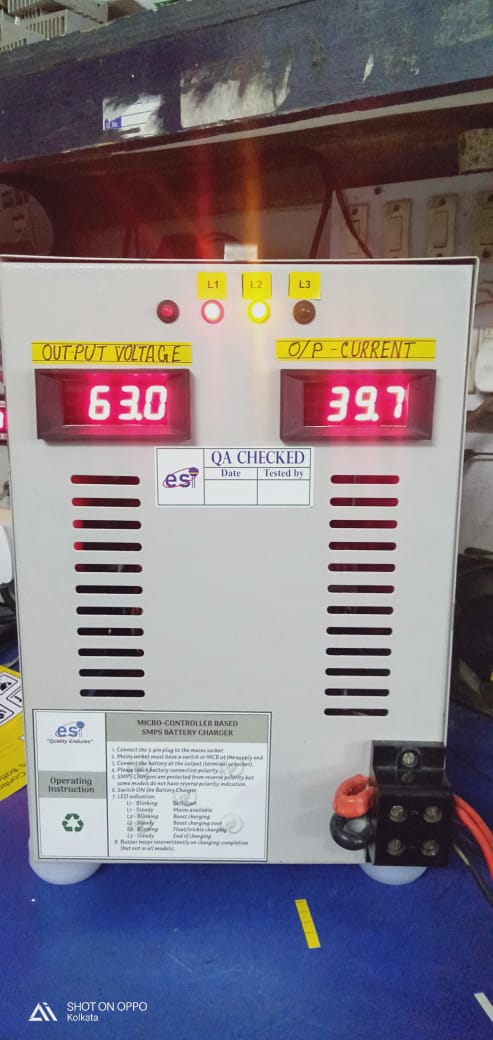 L1 L2 L3
OUTPUT VOLTAGE
O/P - CURRENT
63.0
39.7
esi
QA CHECKED
Date Tested by
esi
"Quality Endures"
Operating
Instruction
MICRO-CONTROLLER BASED
SMPS BATTERY CHARGER
1. Connect the 3-pin plug to the mains socket.
2. Mains socket must have a switch or MCB at the supply end.
3. Connect the battery at the output (terminal or socket).
4. Please check battery connection polarity.
5. SMPS Chargers are protected from reverse polarity but
some models do not have reverse polarity indication.
6. Switch ON the Battery Charger.
7. LED indication
L1 - Blinking Soft start
L1 - Steady Mains available
L2 - Blinking Boost charging
L2 - Steady Boost charging over
L3 - Blinking Float/trickle charging
L3 - Steady End of charging
8. Buzzer beeps intermittently on charging completion
(but not in all models).
SHOT ON OPPO
Kolkata